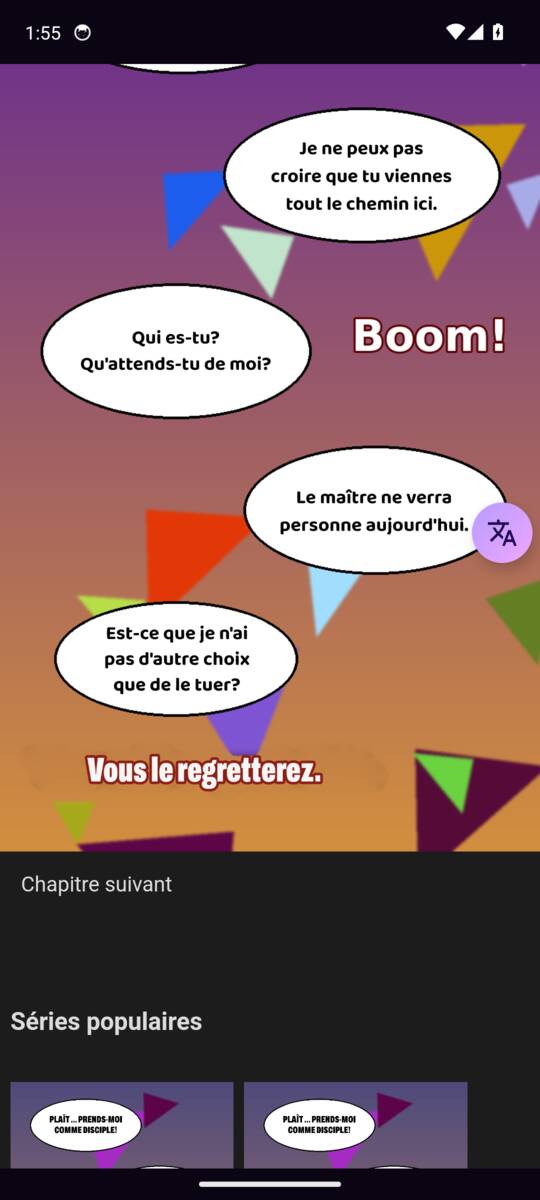 1:55
Je ne peux pas
croire que tu viennes
tout le chemin ici.
Qui es-tu?
Qu'attends-tu de moi?
Boom!
Le maître ne verra
personne aujourd'hui.
Est-ce que je n'ai
pas d'autre choix
que de le tuer?
Vous le regretterez.
Chapitre suivant
Séries populaires
PLAÎT... PRENDS-MOI
COMME DISCIPLE!
PLAÎT... PRENDS-MOI
COMME DISCIPLE!